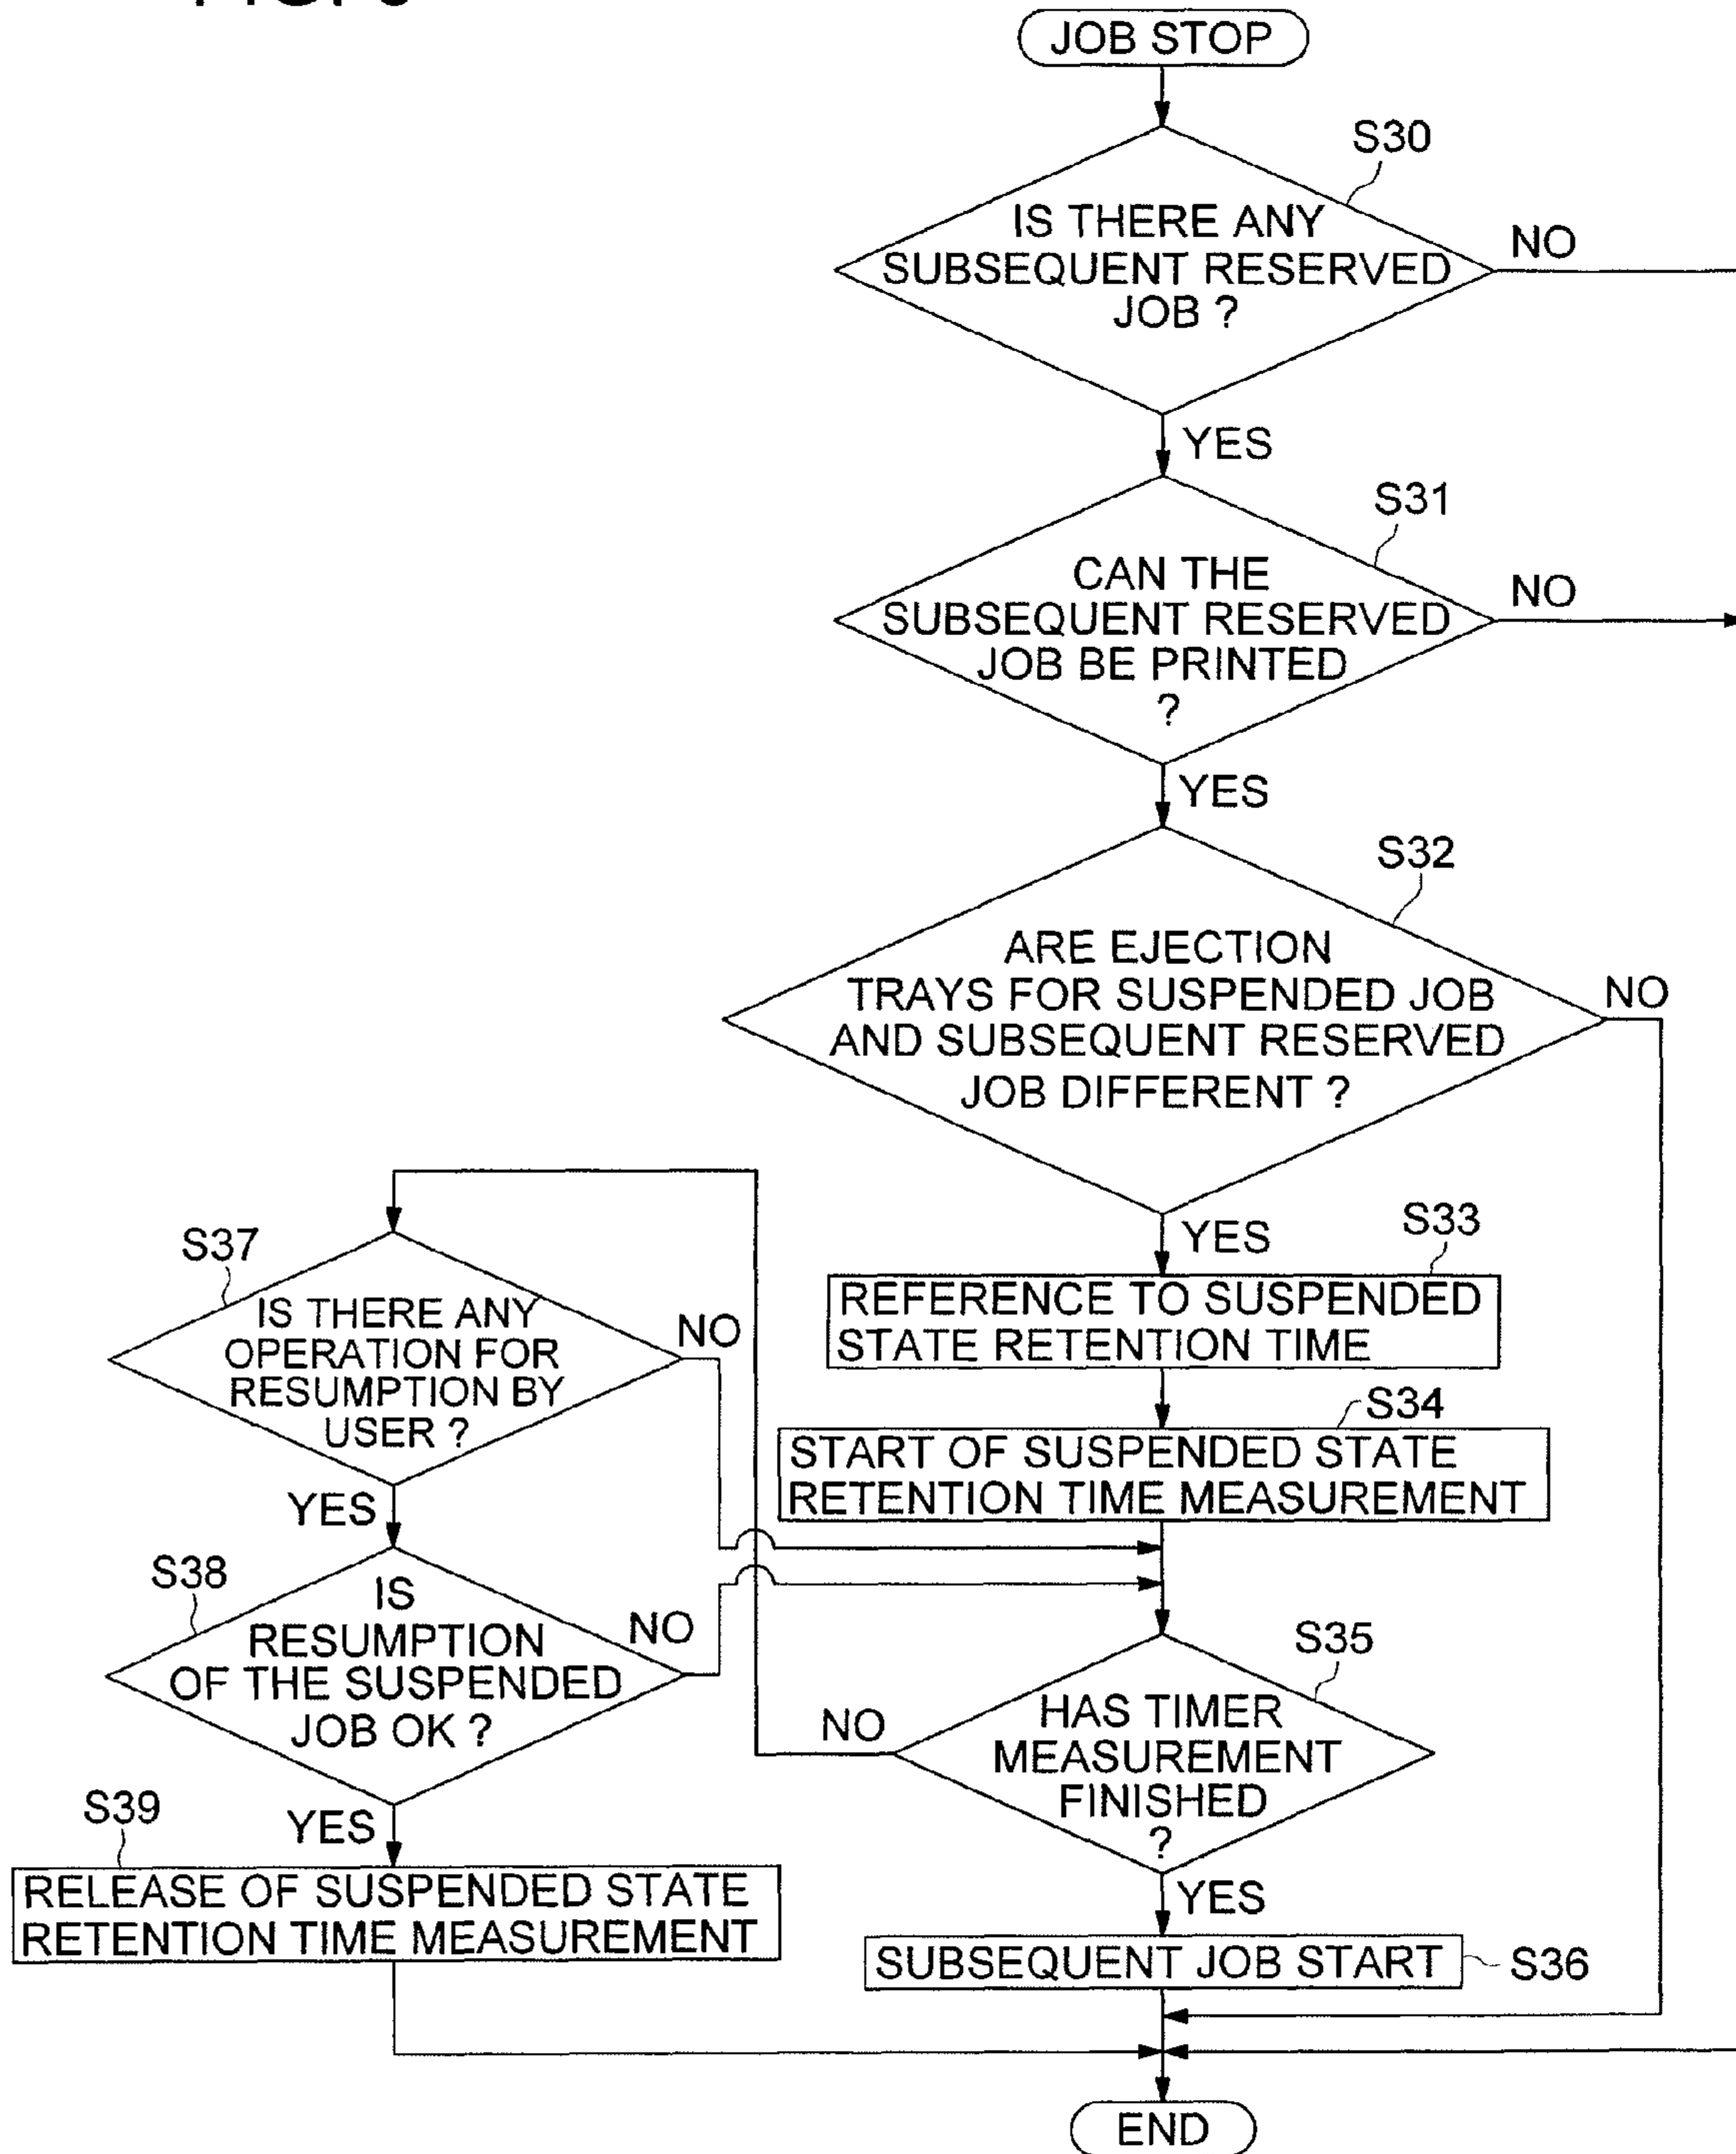 JOB STOP
S30
IS THERE ANY
SUBSEQUENT RESERVED
JOB ?
NO
YES
S31
CAN THE
SUBSEQUENT RESERVED
JOB BE PRINTED
?
NO
YES
S32
ARE EJECTION
TRAYS FOR SUSPENDED JOB
AND SUBSEQUENT RESERVED
JOB DIFFERENT ?
NO
YES
S33
REFERENCE TO SUSPENDED
STATE RETENTION TIME
S34
START OF SUSPENDED STATE
RETENTION TIME MEASUREMENT
S35
HAS TIMER
MEASUREMENT
FINISHED
?
NO
YES
SUBSEQUENT JOB START
S36
S37
IS THERE ANY
OPERATION FOR
RESUMPTION BY
USER ?
NO
YES
S38
IS
RESUMPTION
OF THE SUSPENDED
JOB OK ?
NO
YES
S39
RELEASE OF SUSPENDED STATE
RETENTION TIME MEASUREMENT
END